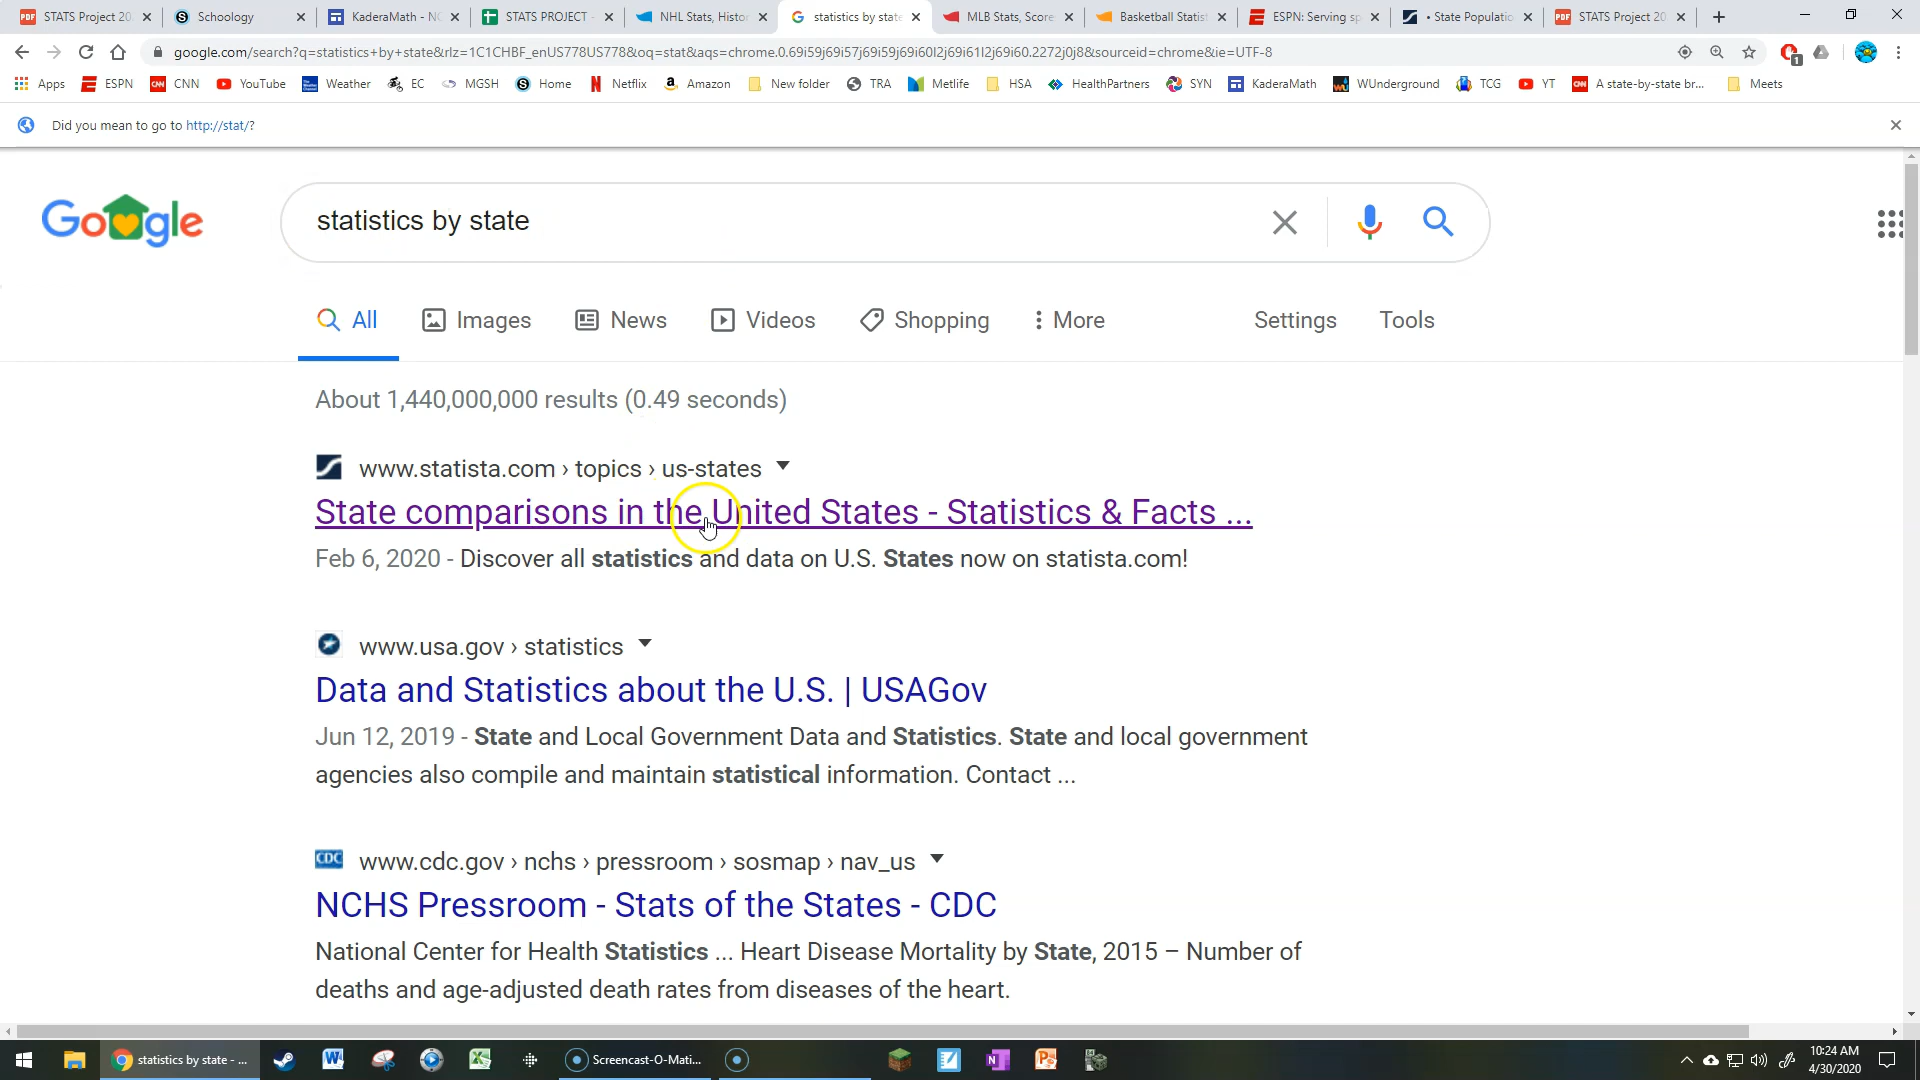 STATS Project 20
Schoology
KaderaMath - NC
STATS PROJECT -
NHL Stats, Histor
statistics by state
MLB Stats, Score
Basketball Statist
ESPN: Serving sp
• State Populatio
STATS Project 20
google.com/search?q=statistics+by+state&rlz=1C1CHBF_enUS778US778&oq=stat&aqs=chrome.0.69i59j69i57j69i59j69i60l2j69i61l2j69i60.2272j0j8&sourceid=chrome&ie=UTF-8
Apps ESPN CNN YouTube Weather EC MGSH Home Netflix Amazon New folder TRA Metlife HSA HealthPartners SYN KaderaMath WUnderground TCG YT A state-by-state br... Meets
Did you mean to go to http://stat/?
Google
statistics by state
All Images News Videos Shopping More Settings Tools
About 1,440,000,000 results (0.49 seconds)
www.statista.com › topics › us-states
State comparisons in the United States - Statistics & Facts ...
Feb 6, 2020 - Discover all statistics and data on U.S. States now on statista.com!
www.usa.gov › statistics
Data and Statistics about the U.S. | USAGov
Jun 12, 2019 - State and Local Government Data and Statistics. State and local government
agencies also compile and maintain statistical information. Contact ...
CDC www.cdc.gov › nchs › pressroom › sosmap › nav_us
NCHS Pressroom - Stats of the States - CDC
National Center for Health Statistics ... Heart Disease Mortality by State, 2015 – Number of
deaths and age-adjusted death rates from diseases of the heart.
statistics by state - ...
Screencast-O-Mati...
10:24 AM
4/30/2020